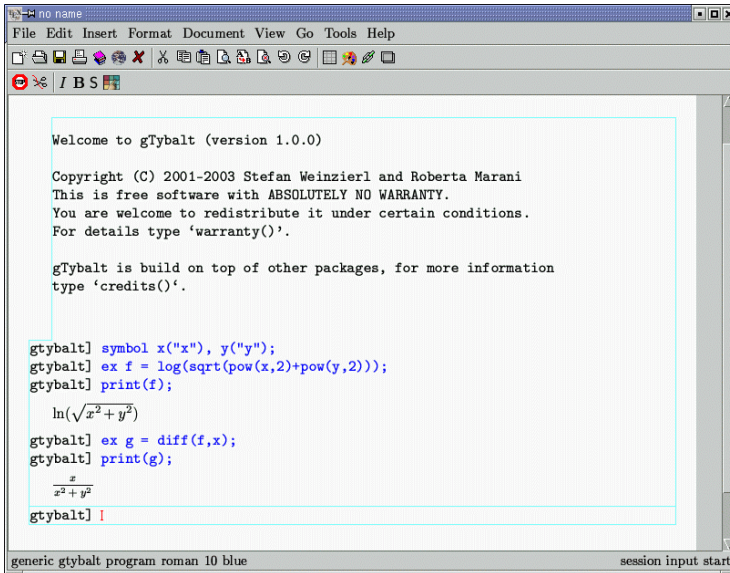 no name
File Edit Insert Format Document View Go Tools Help
I B S
Welcome to gTybalt (version 1.0.0)
Copyright (C) 2001-2003 Stefan Weinzierl and Roberta Marani
This is free software with ABSOLUTELY NO WARRANTY.
You are welcome to redistribute it under certain conditions.
For details type ‘warranty()’.
gTybalt is build on top of other packages, for more information
type ‘credits()‘.
gtybalt] symbol x("x"), y("y");
gtybalt] ex f = log(sqrt(pow(x,2)+pow(y,2)));
gtybalt] print(f);
ln(√x² + y²)
gtybalt] ex g = diff(f,x);
gtybalt] print(g);
x
x² + y²
gtybalt]
generic gtybalt program roman 10 blue session input start